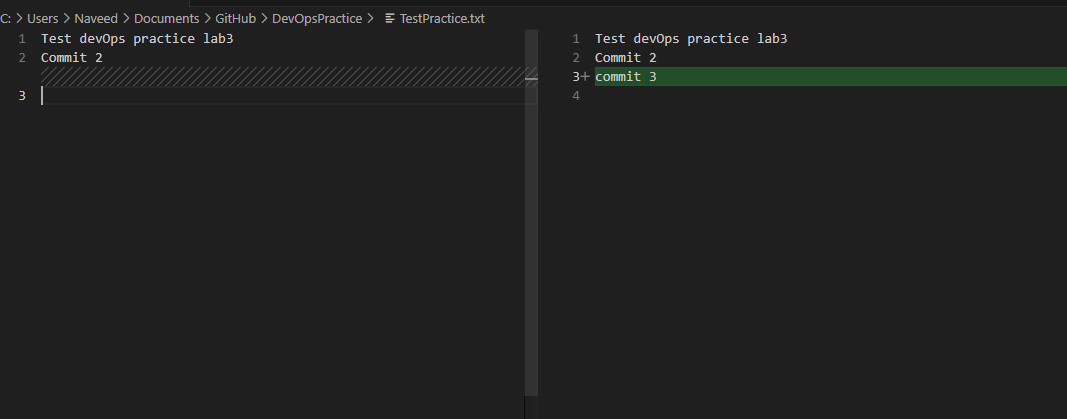 C: > Users > Naveed > Documents > GitHub > DevOpsPractice > TestPractice.txt
1 Test devOps practice lab3
2 Commit 2
3
1 Test devOps practice lab3
2 Commit 2
3+ commit 3
4